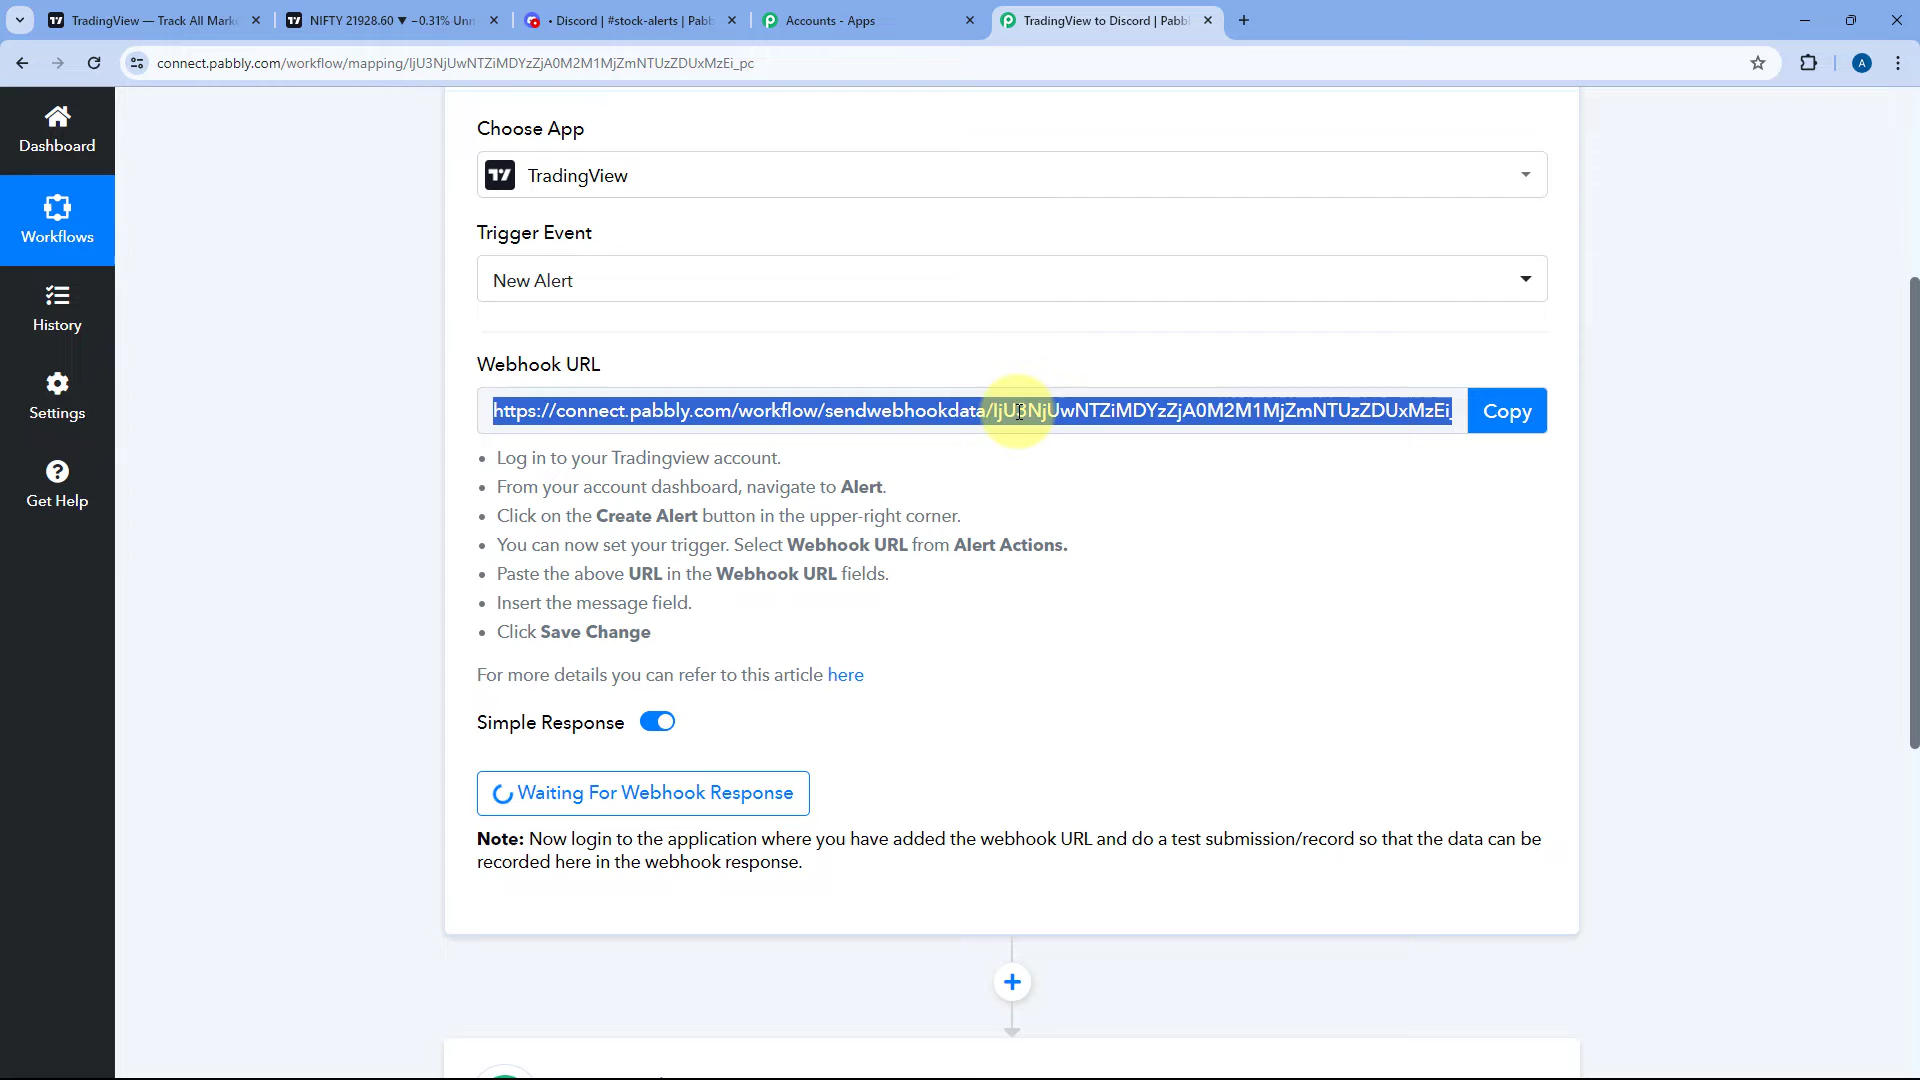 TradingView — Track All Mark
NIFTY 21928.60 ▼ −0.31% Unn
• Discord | #stock-alerts | Pabb
Accounts - Apps
TradingView to Discord | Pabbl
connect.pabbly.com/workflow/mapping/IjU3NjUwNTZiMDYzZjA0M2M1MjZmNTUzZDUxMzEi_pc
A
Dashboard
Workflows
History
Settings
Get Help
Choose App
TradingView
Trigger Event
New Alert
Webhook URL
https://connect.pabbly.com/workflow/sendwebhookdata/IjU3NjUwNTZiMDYzZjA0M2M1MjZmNTUzZDUxMzEi_
Copy
• Log in to your Tradingview account.
• From your account dashboard, navigate to Alert.
• Click on the Create Alert button in the upper-right corner.
• You can now set your trigger. Select Webhook URL from Alert Actions.
• Paste the above URL in the Webhook URL fields.
• Insert the message field.
• Click Save Change
For more details you can refer to this article here
Simple Response
Waiting For Webhook Response
Note: Now login to the application where you have added the webhook URL and do a test submission/record so that the data can be
recorded here in the webhook response.